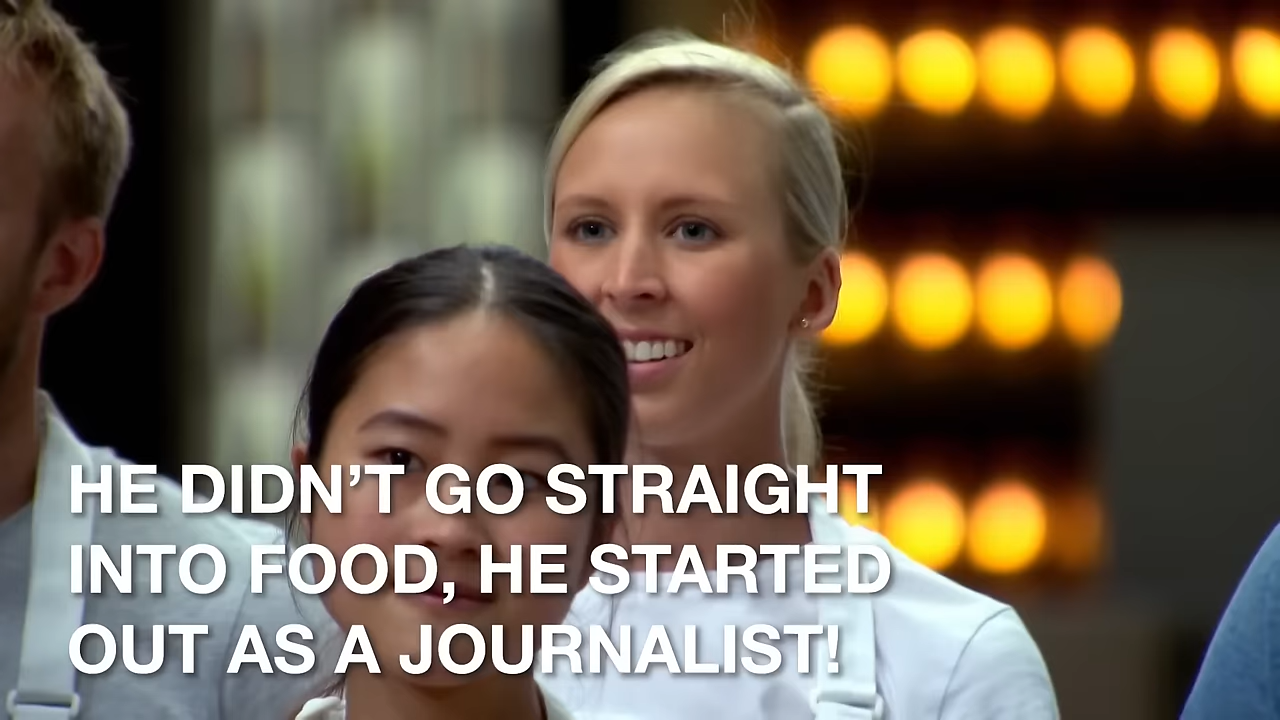 HE DIDN’T GO STRAIGHT
INTO FOOD, HE STARTED
OUT AS A JOURNALIST!